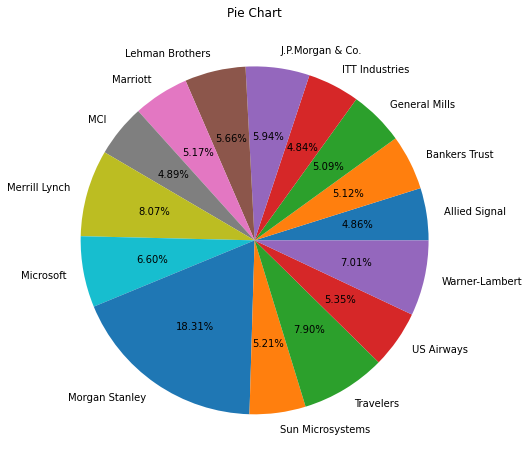 Pie Chart
Lehman Brothers
J.P.Morgan & Co.
Marriott
ITT Industries
MCI
General Mills
Merrill Lynch
Bankers Trust
Microsoft
Allied Signal
Morgan Stanley
Warner-Lambert
Sun Microsystems
US Airways
Travelers
5.66%
5.94%
5.17%
4.84%
4.89%
5.09%
8.07%
5.12%
6.60%
4.86%
18.31%
7.01%
5.21%
5.35%
7.90%